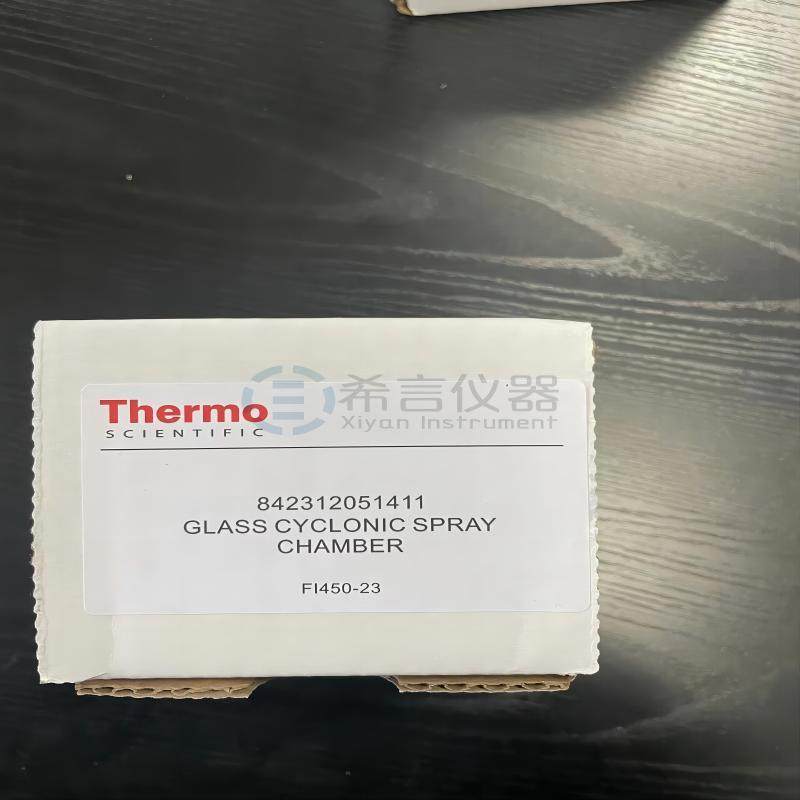 Thermo
SCIENTIFIC
希言仪器
Xiyan Instrument
842312051411
GLASS CYCLONIC SPRAY
CHAMBER
FI450-23